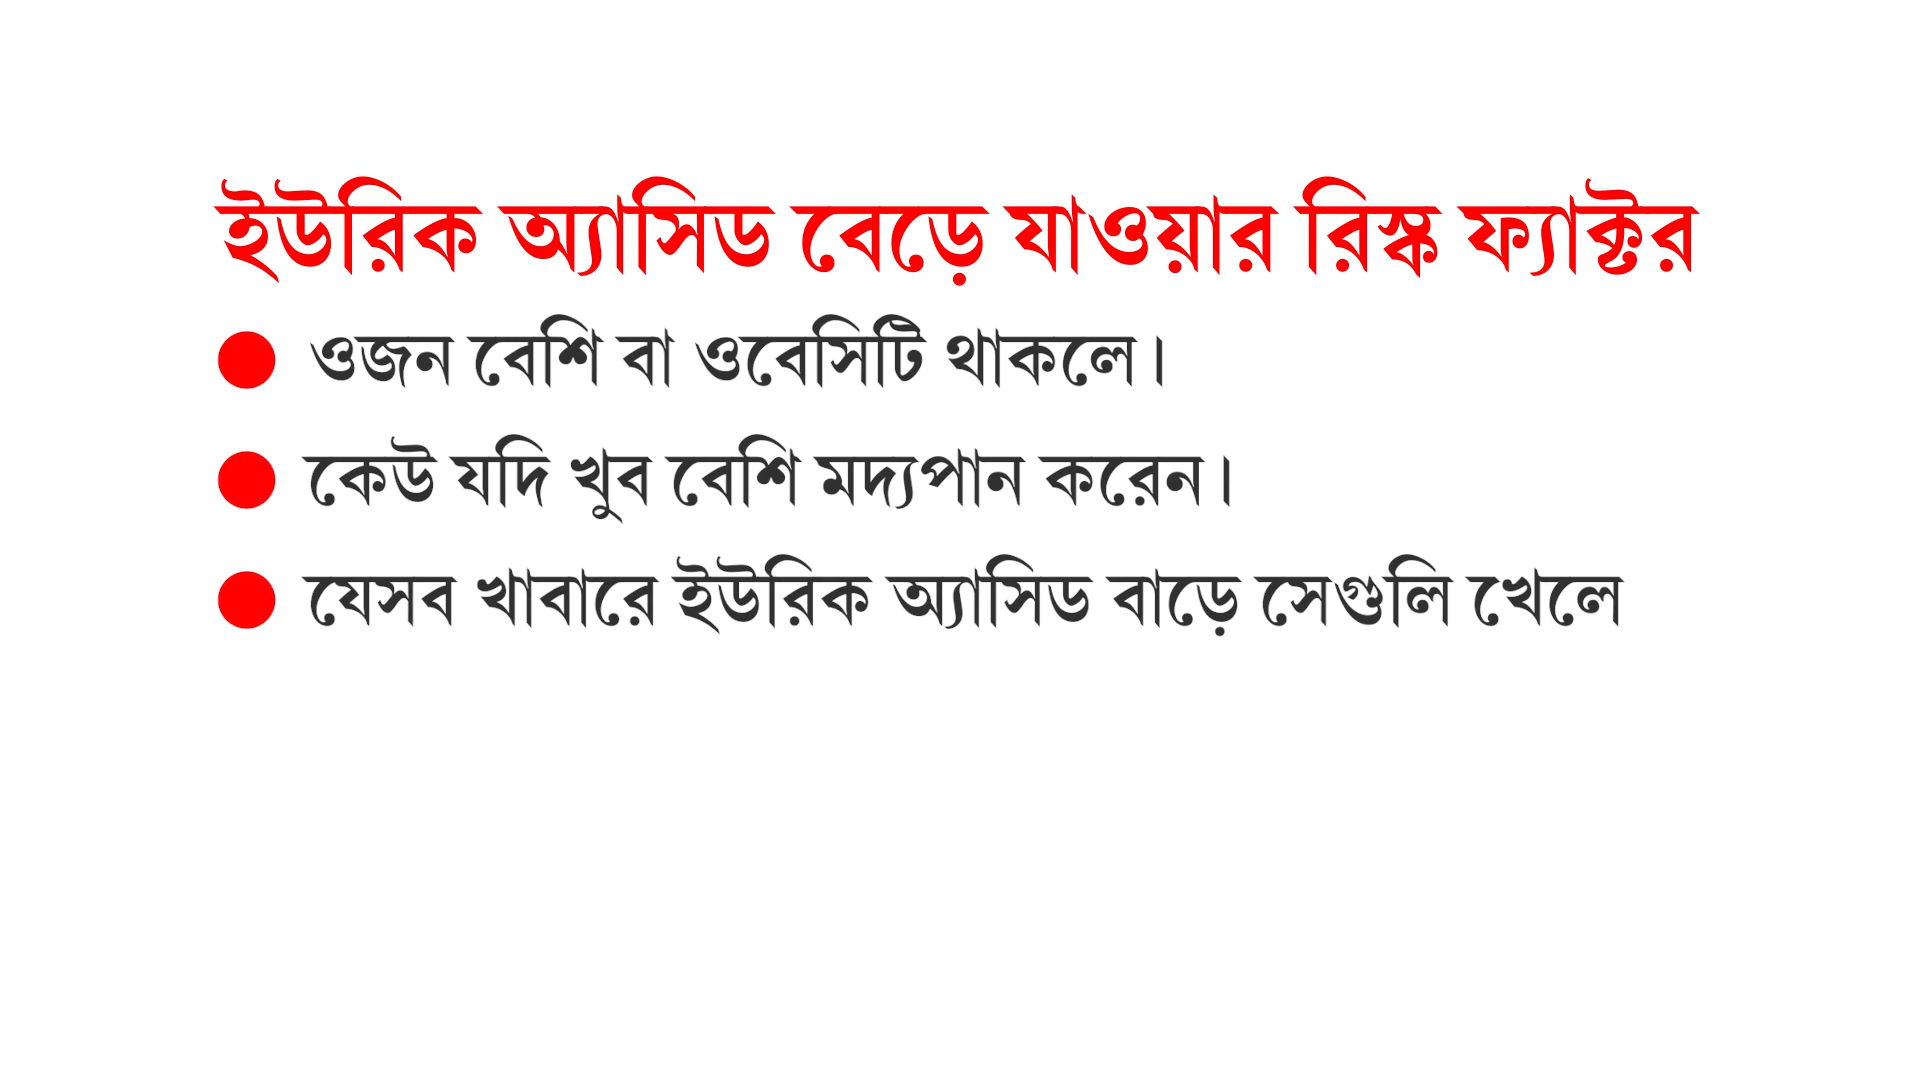 ইউরিক অ্যাসিড বেড়ে যাওয়ার রিস্ক ফ্যাক্টর
● ওজন বেশি বা ওবেসিটি থাকলে।
● কেউ যদি খুব বেশি মদ্যপান করেন।
● যেসব খাবারে ইউরিক অ্যাসিড বাড়ে সেগুলি খেলে